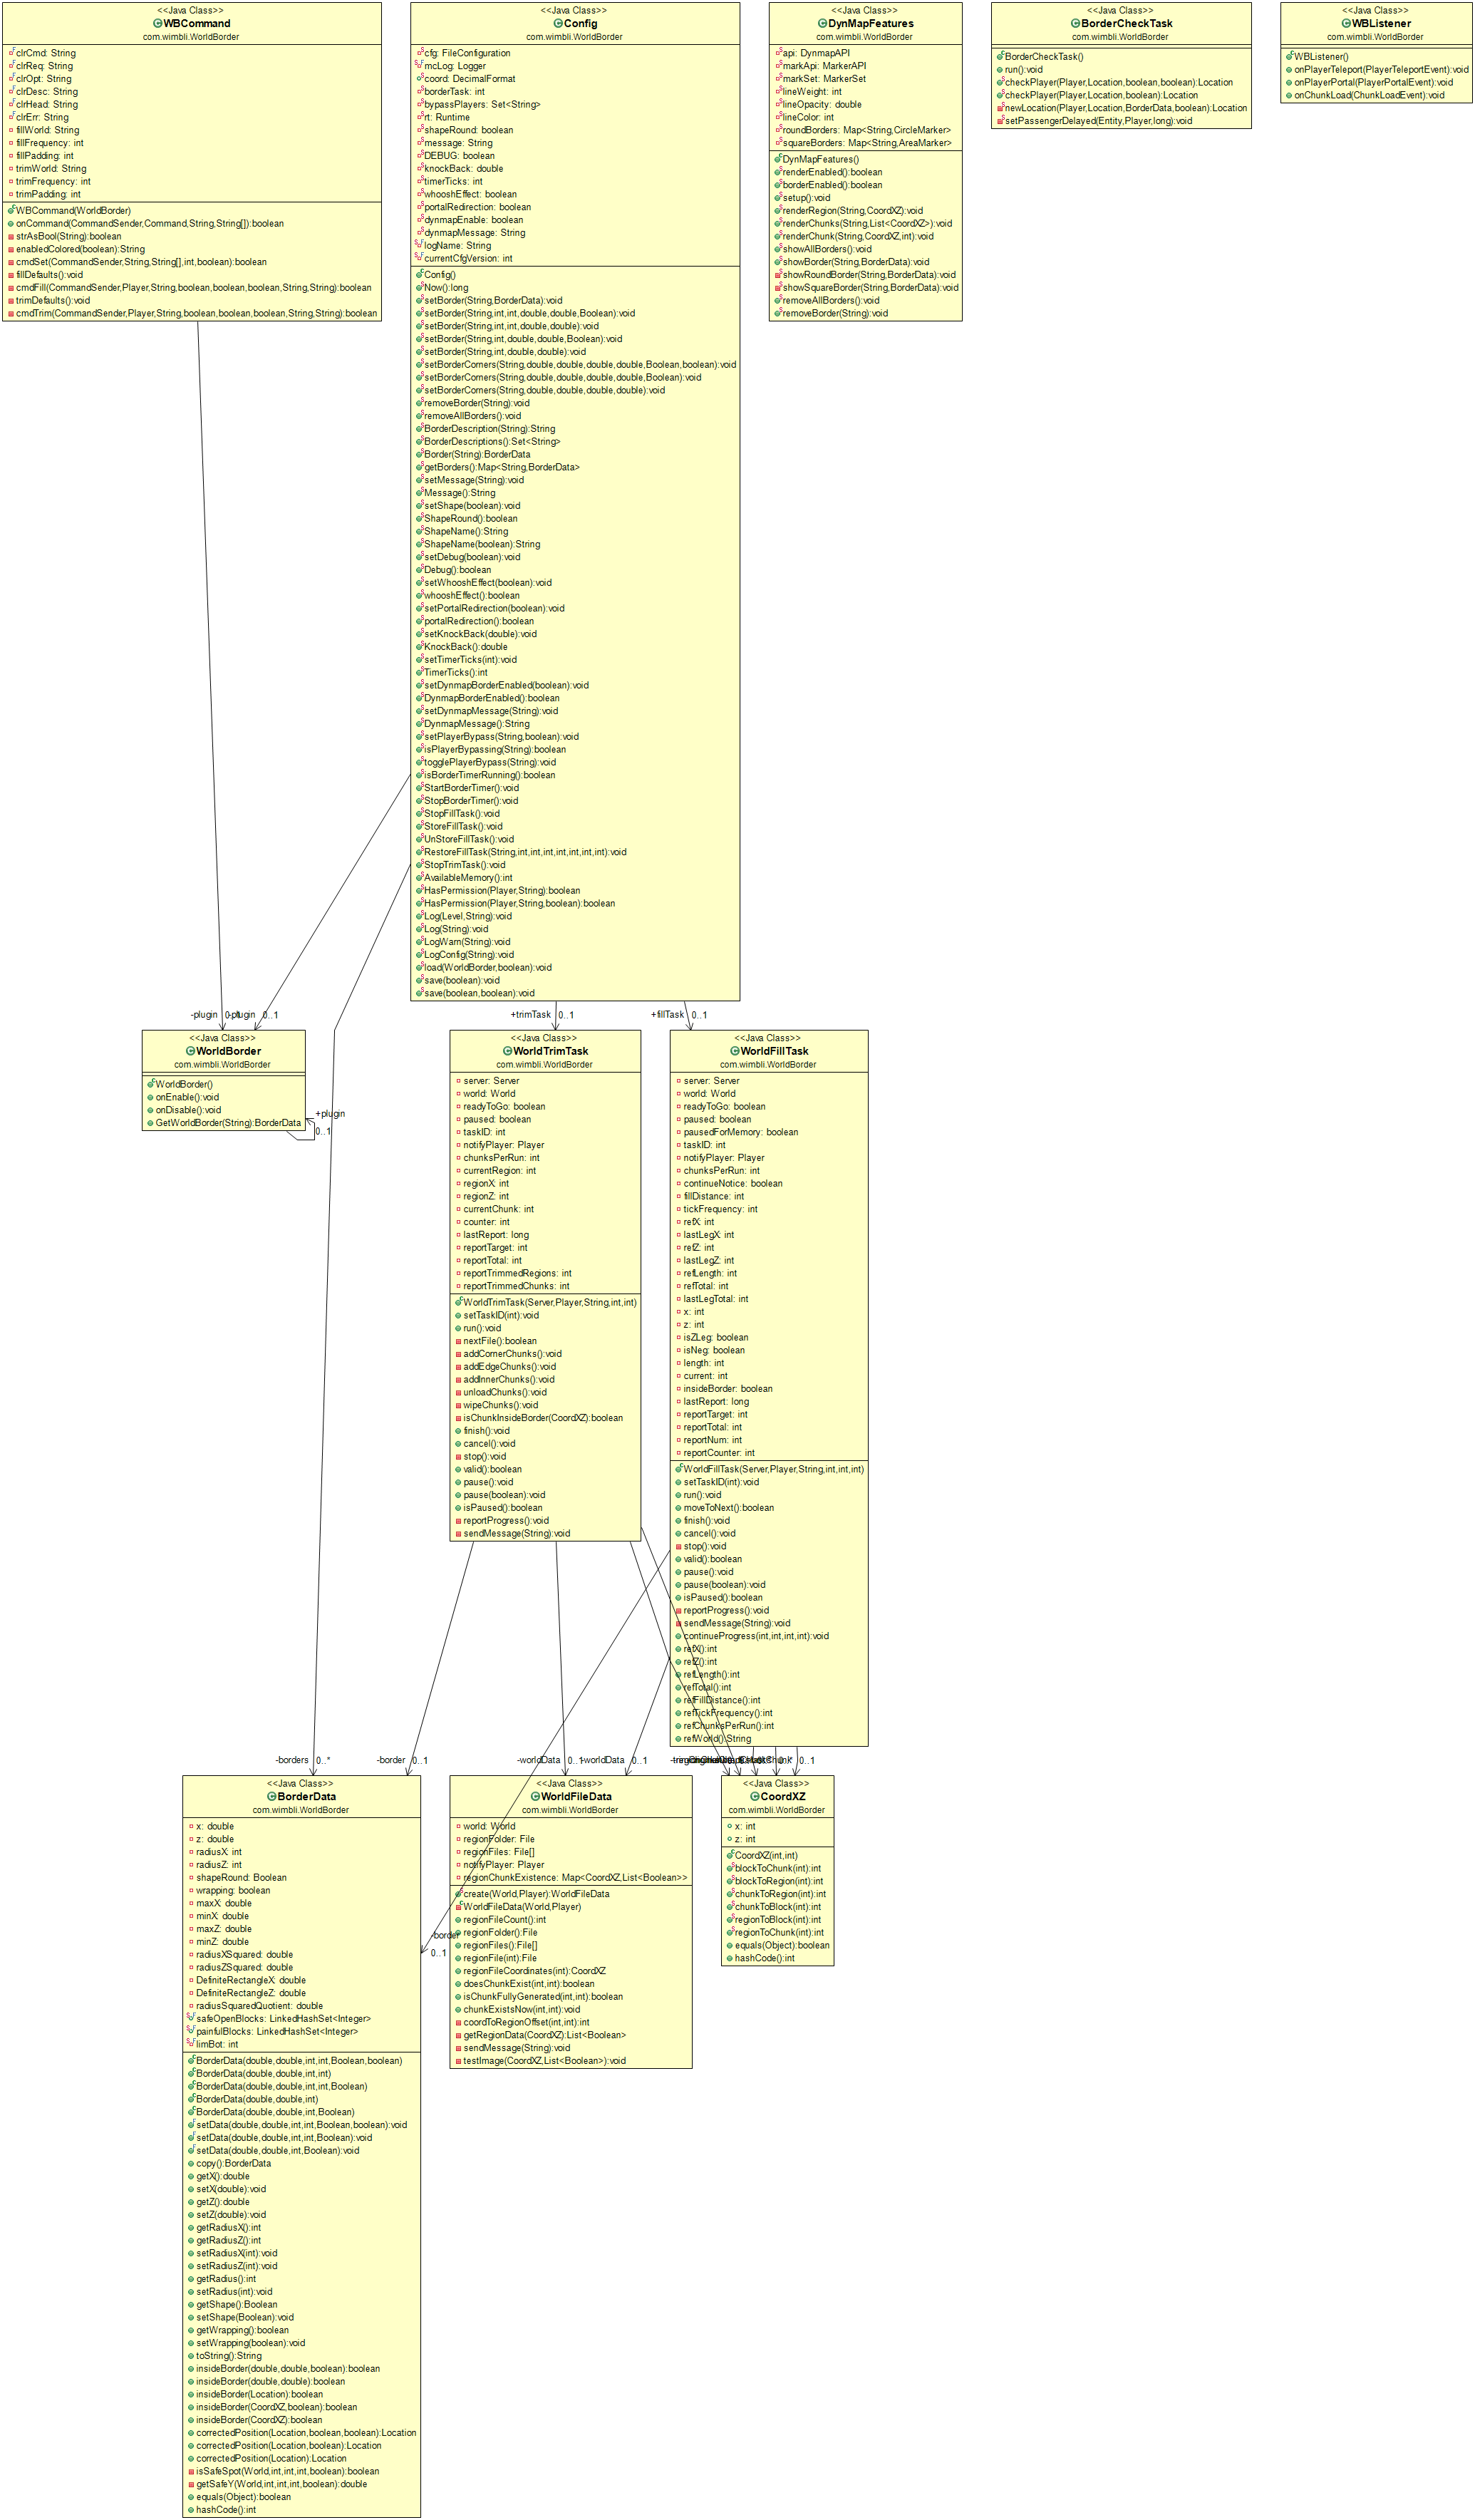 <<Java Class>>
WBCommand
com.wimbli.WorldBorder
clrCmd: String
clrReq: String
clrOpt: String
clrDesc: String
clrHead: String
clrErr: String
fillWorld: String
fillFrequency: int
fillPadding: int
trimWorld: String
trimFrequency: int
trimPadding: int
WBCommand(WorldBorder)
onCommand(CommandSender,Command,String,String[]):boolean
strAsBool(String):boolean
enabledColored(boolean):String
cmdSet(CommandSender,String,String[],int,boolean):boolean
fillDefaults():void
cmdFill(CommandSender,Player,String,boolean,boolean,boolean,String,String):boolean
trimDefaults():void
cmdTrim(CommandSender,Player,String,boolean,boolean,boolean,String,String):boolean
<<Java Class>>
Config
com.wimbli.WorldBorder
cfg: FileConfiguration
mcLog: Logger
coord: DecimalFormat
borderTask: int
bypassPlayers: Set<String>
rt: Runtime
shapeRound: boolean
message: String
DEBUG: boolean
knockBack: double
timerTicks: int
whooshEffect: boolean
portalRedirection: boolean
dynmapEnable: boolean
dynmapMessage: String
logName: String
currentCfgVersion: int
Config()
Now():long
setBorder(String,BorderData):void
setBorder(String,int,int,double,double,Boolean):void
setBorder(String,int,int,double,double):void
setBorder(String,int,double,double,Boolean):void
setBorder(String,int,double,double):void
setBorderCorners(String,double,double,double,double,Boolean,boolean):void
setBorderCorners(String,double,double,double,double,Boolean):void
setBorderCorners(String,double,double,double,double):void
removeBorder(String):void
removeAllBorders():void
BorderDescription(String):String
BorderDescriptions():Set<String>
Border(String):BorderData
getBorders():Map<String,BorderData>
setMessage(String):void
Message():String
setShape(boolean):void
ShapeRound():boolean
ShapeName():String
ShapeName(boolean):String
setDebug(boolean):void
Debug():boolean
setWhooshEffect(boolean):void
whooshEffect():boolean
setPortalRedirection(boolean):void
portalRedirection():boolean
setKnockBack(double):void
KnockBack():double
setTimerTicks(int):void
TimerTicks():int
setDynmapBorderEnabled(boolean):void
DynmapBorderEnabled():boolean
setDynmapMessage(String):void
DynmapMessage():String
setPlayerBypass(String,boolean):void
isPlayerBypassing(String):boolean
togglePlayerBypass(String):void
isBorderTimerRunning():boolean
StartBorderTimer():void
StopBorderTimer():void
StopFillTask():void
StoreFillTask():void
UnStoreFillTask():void
RestoreFillTask(String,int,int,int,int,int,int,int):void
StopTrimTask():void
AvailableMemory():int
HasPermission(Player,String):boolean
HasPermission(Player,String,boolean):boolean
Log(Level,String):void
Log(String):void
LogWarn(String):void
LogConfig(String):void
load(WorldBorder,boolean):void
save(boolean):void
save(boolean,boolean):void
<<Java Class>>
DynMapFeatures
com.wimbli.WorldBorder
api: DynmapAPI
markApi: MarkerAPI
markSet: MarkerSet
lineWeight: int
lineOpacity: double
lineColor: int
roundBorders: Map<String,CircleMarker>
squareBorders: Map<String,AreaMarker>
DynMapFeatures()
renderEnabled():boolean
borderEnabled():boolean
setup():void
renderRegion(String,CoordXZ):void
renderChunks(String,List<CoordXZ>):void
renderChunk(String,CoordXZ,int):void
showAllBorders():void
showBorder(String,BorderData):void
showRoundBorder(String,BorderData):void
showSquareBorder(String,BorderData):void
removeAllBorders():void
removeBorder(String):void
<<Java Class>>
BorderCheckTask
com.wimbli.WorldBorder
BorderCheckTask()
run():void
checkPlayer(Player,Location,boolean,boolean):Location
checkPlayer(Player,Location,boolean):Location
newLocation(Player,Location,BorderData,boolean):Location
setPassengerDelayed(Entity,Player,long):void
<<Java Class>>
WBListener
com.wimbli.WorldBorder
WBListener()
onPlayerTeleport(PlayerTeleportEvent):void
onPlayerPortal(PlayerPortalEvent):void
onChunkLoad(ChunkLoadEvent):void
-plugin
-plugin 0..1
+trimTask 0..1
+fillTask 0..1
<<Java Class>>
WorldBorder
com.wimbli.WorldBorder
WorldBorder()
onEnable():void
onDisable():void
GetWorldBorder(String):BorderData
+plugin
0..1
<<Java Class>>
WorldTrimTask
com.wimbli.WorldBorder
server: Server
world: World
readyToGo: boolean
paused: boolean
taskID: int
notifyPlayer: Player
chunksPerRun: int
currentRegion: int
regionX: int
regionZ: int
currentChunk: int
counter: int
lastReport: long
reportTarget: int
reportTotal: int
reportTrimmedRegions: int
reportTrimmedChunks: int
WorldTrimTask(Server,Player,String,int,int)
setTaskID(int):void
run():void
nextFile():boolean
addCornerChunks():void
addEdgeChunks():void
addInnerChunks():void
unloadChunks():void
wipeChunks():void
isChunkInsideBorder(CoordXZ):boolean
finish():void
cancel():void
stop():void
valid():boolean
pause():void
pause(boolean):void
isPaused():boolean
reportProgress():void
sendMessage(String):void
<<Java Class>>
WorldFillTask
com.wimbli.WorldBorder
server: Server
world: World
readyToGo: boolean
paused: boolean
pausedForMemory: boolean
taskID: int
notifyPlayer: Player
chunksPerRun: int
continueNotice: boolean
fillDistance: int
tickFrequency: int
refX: int
lastLegX: int
refZ: int
lastLegZ: int
refLength: int
refTotal: int
lastLegTotal: int
x: int
z: int
isZLeg: boolean
isNeg: boolean
length: int
current: int
insideBorder: boolean
lastReport: long
reportTarget: int
reportTotal: int
reportNum: int
reportCounter: int
WorldFillTask(Server,Player,String,int,int,int)
setTaskID(int):void
run():void
moveToNext():boolean
finish():void
cancel():void
stop():void
valid():boolean
pause():void
pause(boolean):void
isPaused():boolean
reportProgress():void
sendMessage(String):void
continueProgress(int,int,int,int):void
refX():int
refZ():int
refLength():int
refTotal():int
refFillDistance():int
refTickFrequency():int
refChunksPerRun():int
refWorld():String
-borders 0..*
-border 0..1
-worldData 0..1
-worldData 0..1
0..1
<<Java Class>>
BorderData
com.wimbli.WorldBorder
x: double
z: double
radiusX: int
radiusZ: int
shapeRound: Boolean
wrapping: boolean
maxX: double
minX: double
maxZ: double
minZ: double
radiusXSquared: double
radiusZSquared: double
DefiniteRectangleX: double
DefiniteRectangleZ: double
radiusSquaredQuotient: double
safeOpenBlocks: LinkedHashSet<Integer>
painfulBlocks: LinkedHashSet<Integer>
limBot: int
BorderData(double,double,int,int,Boolean,boolean)
BorderData(double,double,int,int)
BorderData(double,double,int,int,Boolean)
BorderData(double,double,int)
BorderData(double,double,int,Boolean)
setData(double,double,int,int,Boolean,boolean):void
setData(double,double,int,int,Boolean):void
setData(double,double,int,Boolean):void
copy():BorderData
getX():double
setX(double):void
getZ():double
setZ(double):void
getRadiusX():int
getRadiusZ():int
setRadiusX(int):void
setRadiusZ(int):void
getRadius():int
setRadius(int):void
getShape():Boolean
setShape(Boolean):void
getWrapping():boolean
setWrapping(boolean):void
toString():String
insideBorder(double,double,boolean):boolean
insideBorder(double,double):boolean
insideBorder(Location):boolean
insideBorder(CoordXZ,boolean):boolean
insideBorder(CoordXZ):boolean
correctedPosition(Location,boolean,boolean):Location
correctedPosition(Location,boolean):Location
correctedPosition(Location):Location
isSafeSpot(World,int,int,int,boolean):boolean
getSafeY(World,int,int,int,boolean):double
equals(Object):boolean
hashCode():int
-border
0..1
<<Java Class>>
WorldFileData
com.wimbli.WorldBorder
world: World
regionFolder: File
regionFiles: File[]
notifyPlayer: Player
regionChunkExistence: Map<CoordXZ,List<Boolean>>
create(World,Player):WorldFileData
WorldFileData(World,Player)
regionFileCount():int
regionFolder():File
regionFiles():File[]
regionFile(int):File
regionFileCoordinates(int):CoordXZ
doesChunkExist(int,int):boolean
isChunkFullyGenerated(int,int):boolean
chunkExistsNow(int,int):void
coordToRegionOffset(int,int):int
getRegionData(CoordXZ):List<Boolean>
sendMessage(String):void
testImage(CoordXZ,List<Boolean>):void
<<Java Class>>
CoordXZ
com.wimbli.WorldBorder
x: int
z: int
CoordXZ(int,int)
blockToChunk(int):int
blockToRegion(int):int
chunkToRegion(int):int
chunkToBlock(int):int
regionToBlock(int):int
regionToChunk(int):int
equals(Object):boolean
hashCode():int